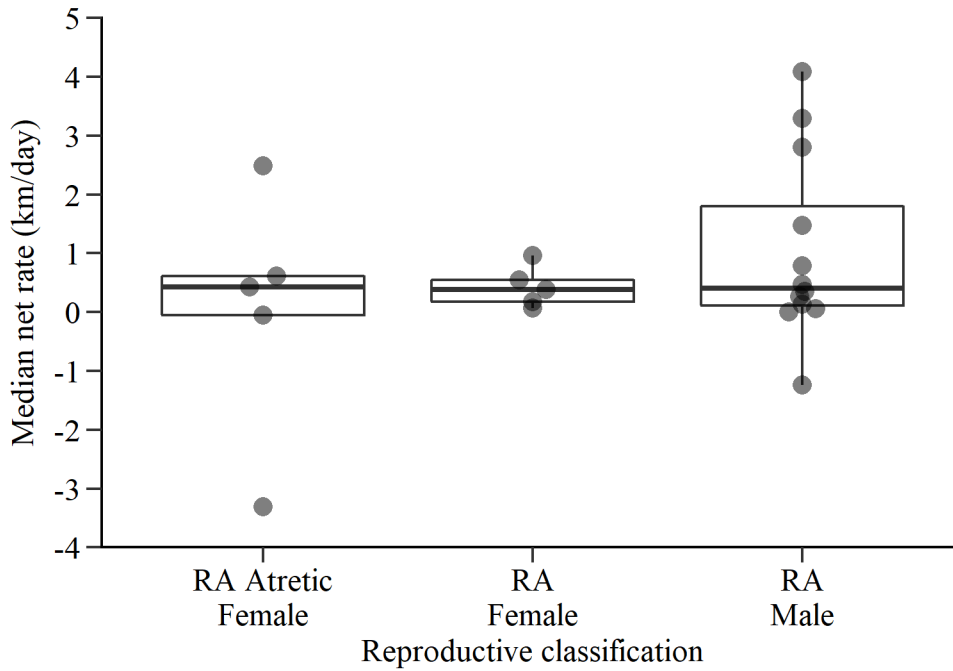 5
4
3
2
1
0
-1
-2
-3
-4
Median net rate (km/day)
RA Atretic
Female
RA
Female
RA
Male
Reproductive classification